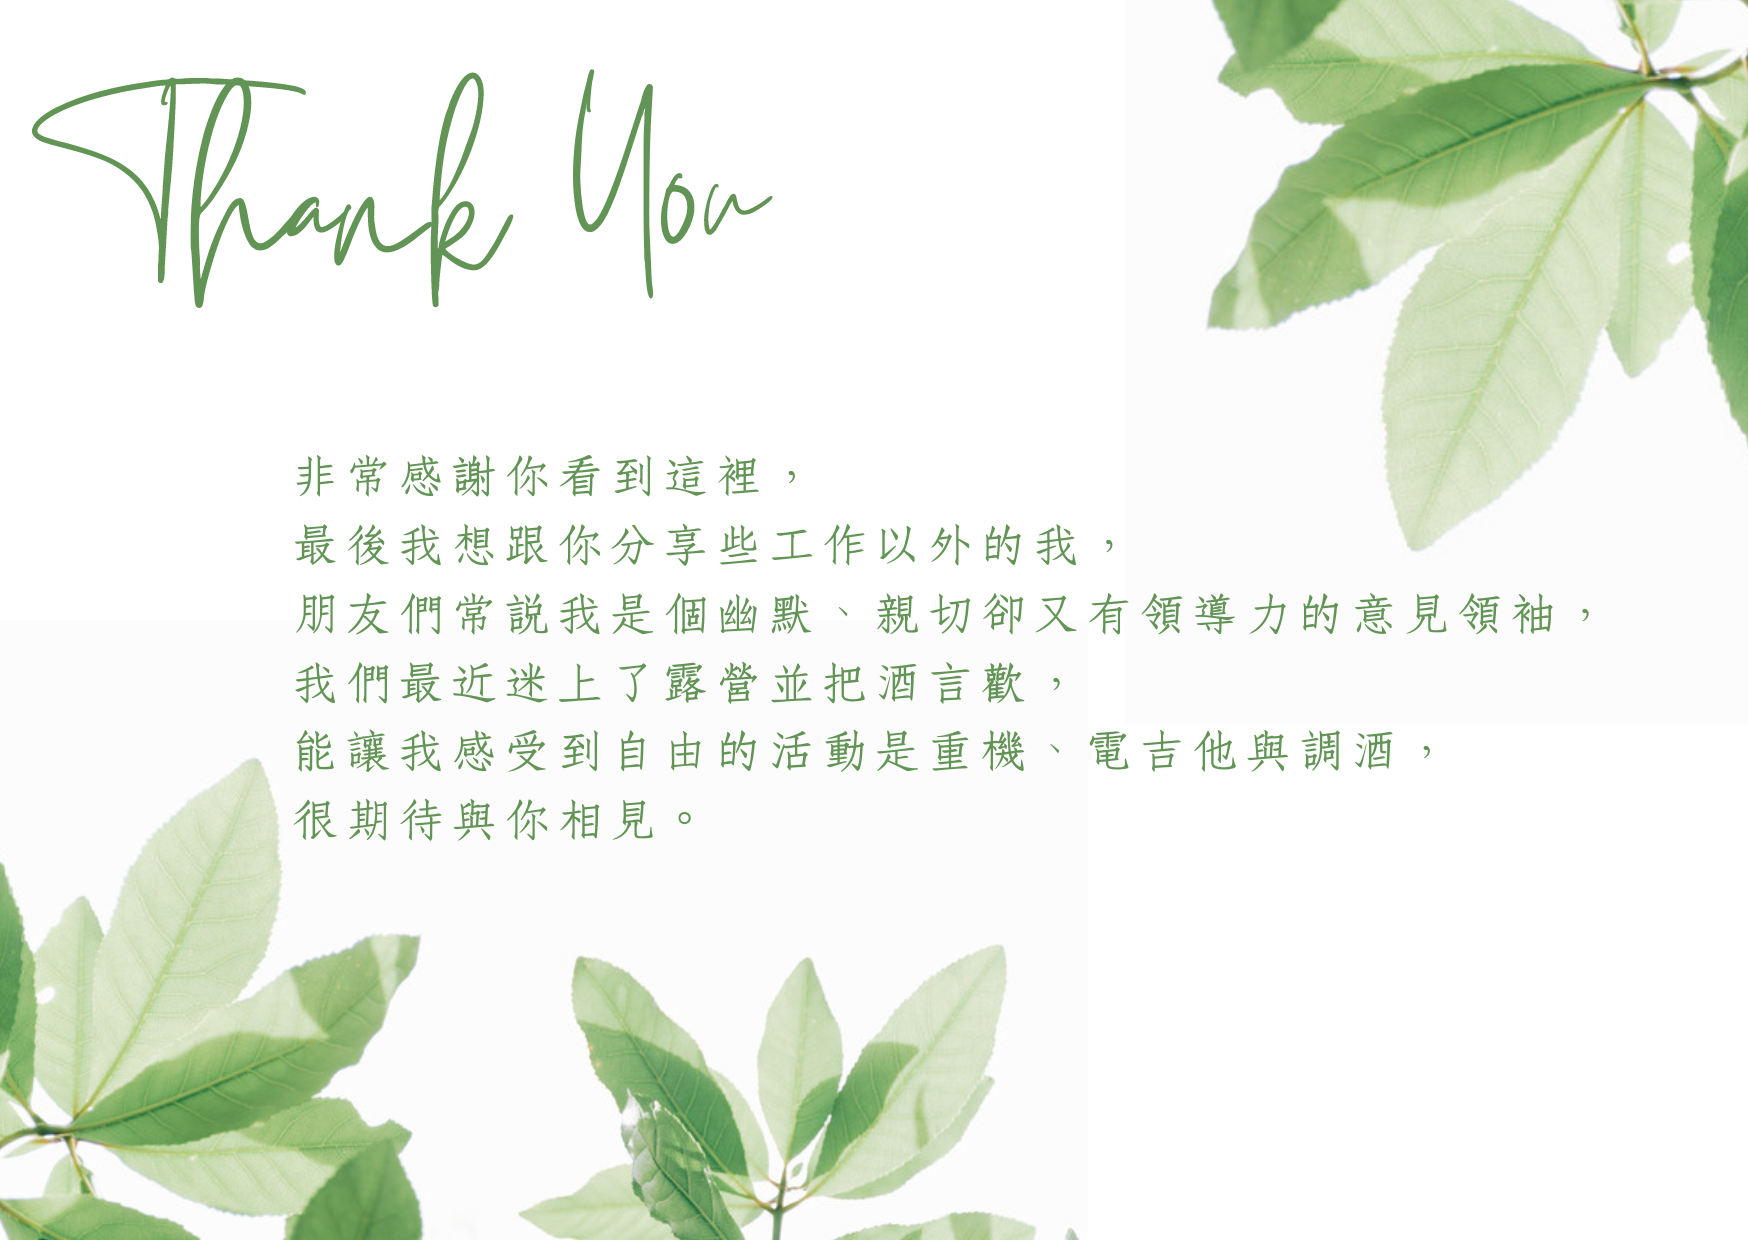 Thank You
非常感謝你看到這裡，
最後我想跟你分享些工作以外的我，
朋友們常說我是個幽默、親切卻又有領導力的意見領袖，
我們最近迷上了露營並把酒言歡，
能讓我感受到自由的活動是重機、電吉他與調酒，
很期待與你相見。